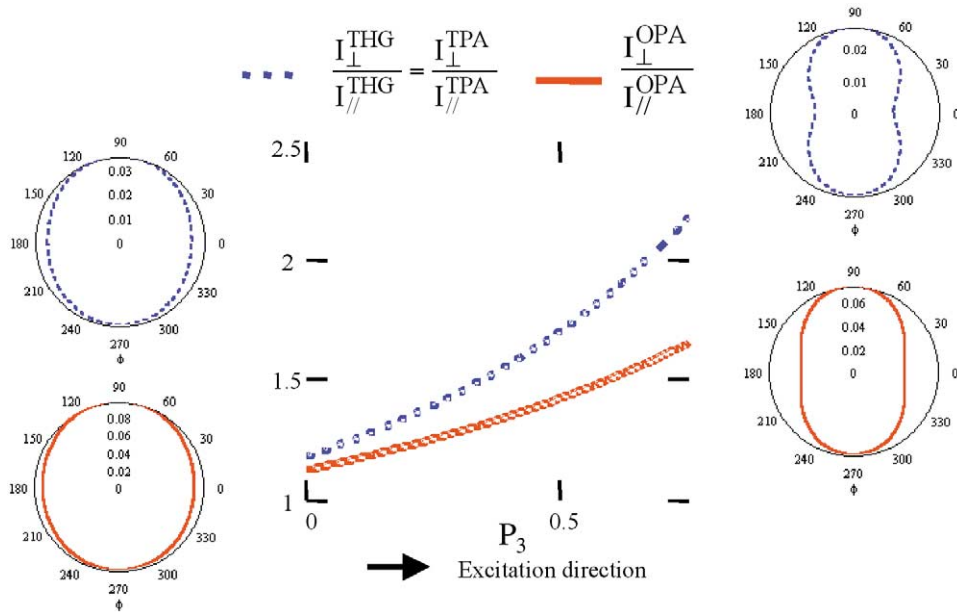 I⊥THG / I//THG = I⊥TPA / I//TPA
I⊥OPA / I//OPA
90
120 60
0.03
150 30
0.02
0.01
180 0 0
210 330
240 300
270
ϕ
90
120 60
0.08
150 0.06 30
0.04
0.02
180 0 0
210 330
240 300
270
ϕ
2.5
2
1.5
1
0 0.5
P3
Excitation direction
90
120 60
0.02
150 30
0.01
180 0 0
210 330
240 300
270
ϕ
90
120 60
0.06
150 0.04 30
0.02
180 0 0
210 330
240 300
270
ϕ